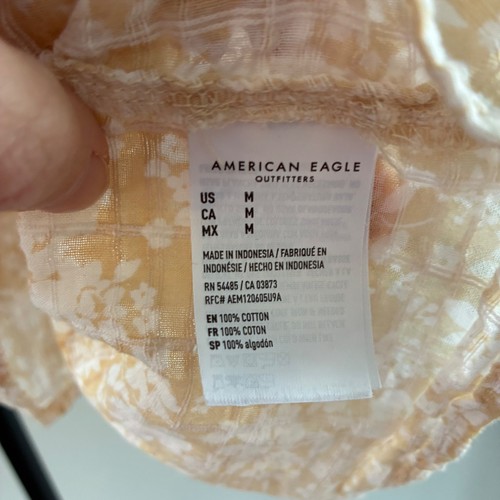 AMERICAN EAGLE
OUTFITTERS
US M
CA M
MX M
MADE IN INDONESIA / FABRIQUÉ EN
INDONÉSIE / HECHO EN INDONESIA
RN 54485 / CA 03873
RFC# AEM120605U9A
EN 100% COTTON
FR 100% COTON
SP 100% algodón